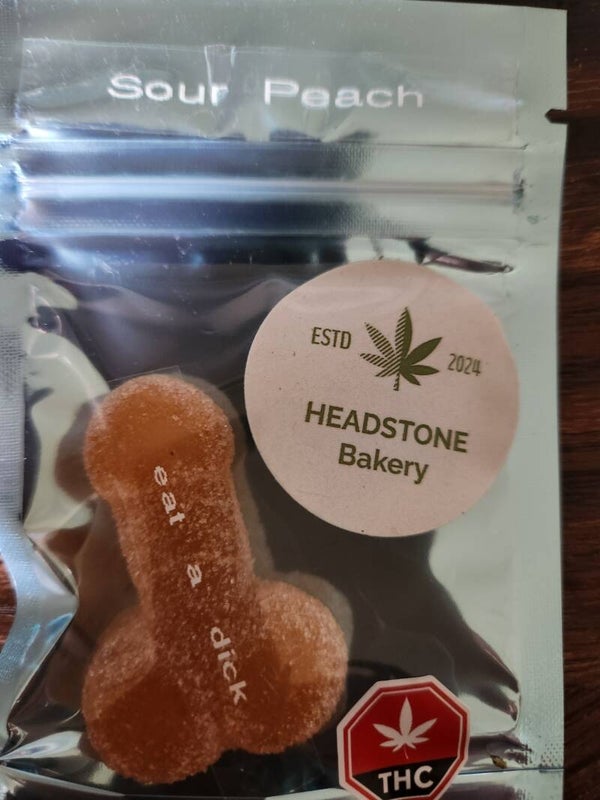 Sour Peach
ESTD 2024
HEADSTONE
Bakery
eat a dick
THC